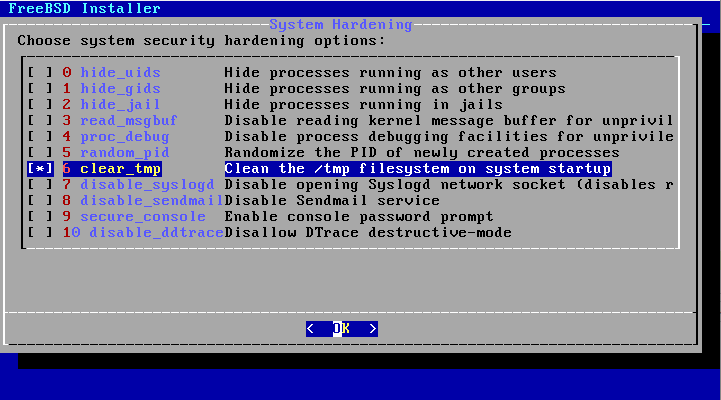 FreeBSD Installer
System Hardening
Choose system security hardening options:
[ ] 0 hide_uids Hide processes running as other users
[ ] 1 hide_gids Hide processes running as other groups
[ ] 2 hide_jail Hide processes running in jails
[ ] 3 read_msgbuf Disable reading kernel message buffer for unprivil
[ ] 4 proc_debug Disable process debugging facilities for unprivile
[ ] 5 random_pid Randomize the PID of newly created processes
[*] 6 clear_tmp Clean the /tmp filesystem on system startup
[ ] 7 disable_syslogd Disable opening Syslogd network socket (disables r
[ ] 8 disable_sendmail Disable Sendmail service
[ ] 9 secure_console Enable console password prompt
[ ] 10 disable_ddtrace Disallow DTrace destructive-mode
< OK >